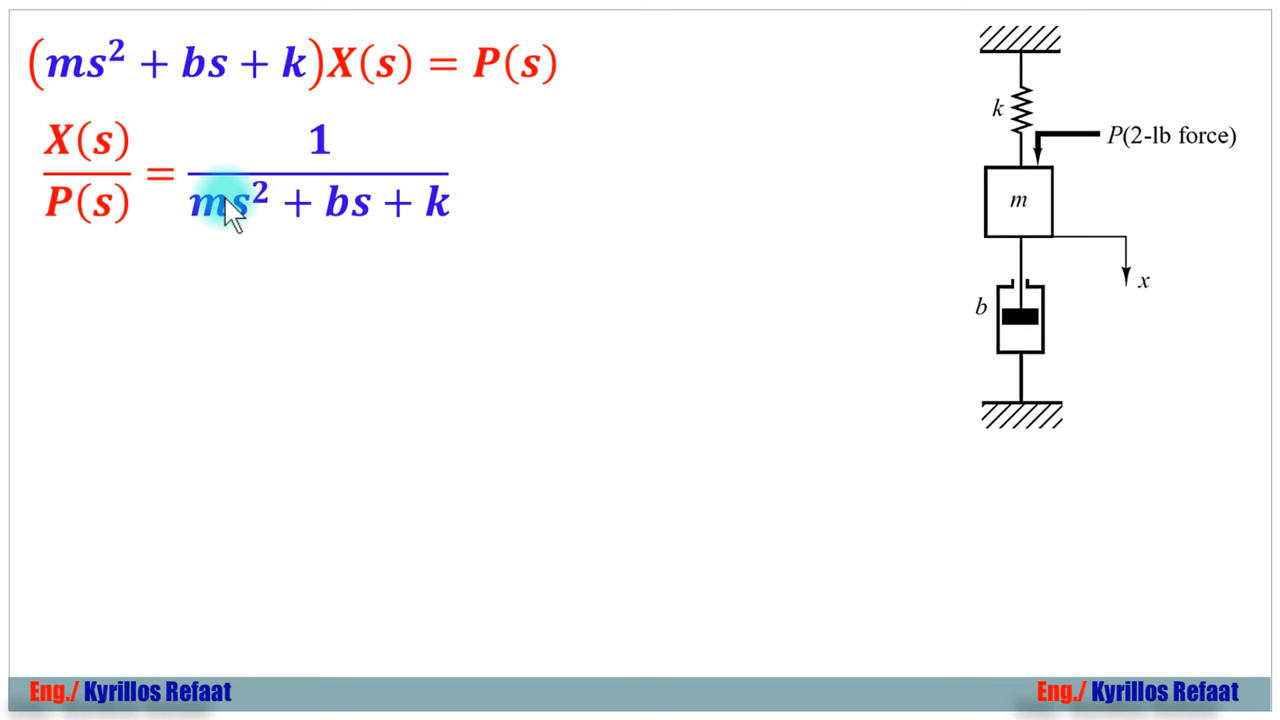 (ms² + bs + k)X(s) = P(s)
X(s)/P(s) = 1/(ms² + bs + k)
k
P(2-lb force)
m
x
b
Eng./ Kyrillos Refaat
Eng./ Kyrillos Refaat